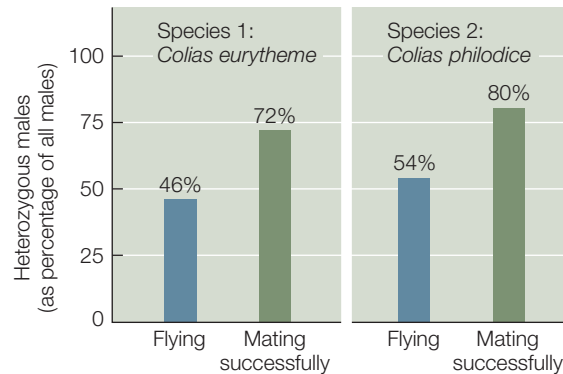 Species 1:
Colias eurytheme
Species 2:
Colias philodice
Heterozygous males
(as percentage of all males)
100
75
50
25
0
46%
72%
54%
80%
Flying
Mating
successfully
Flying
Mating
successfully